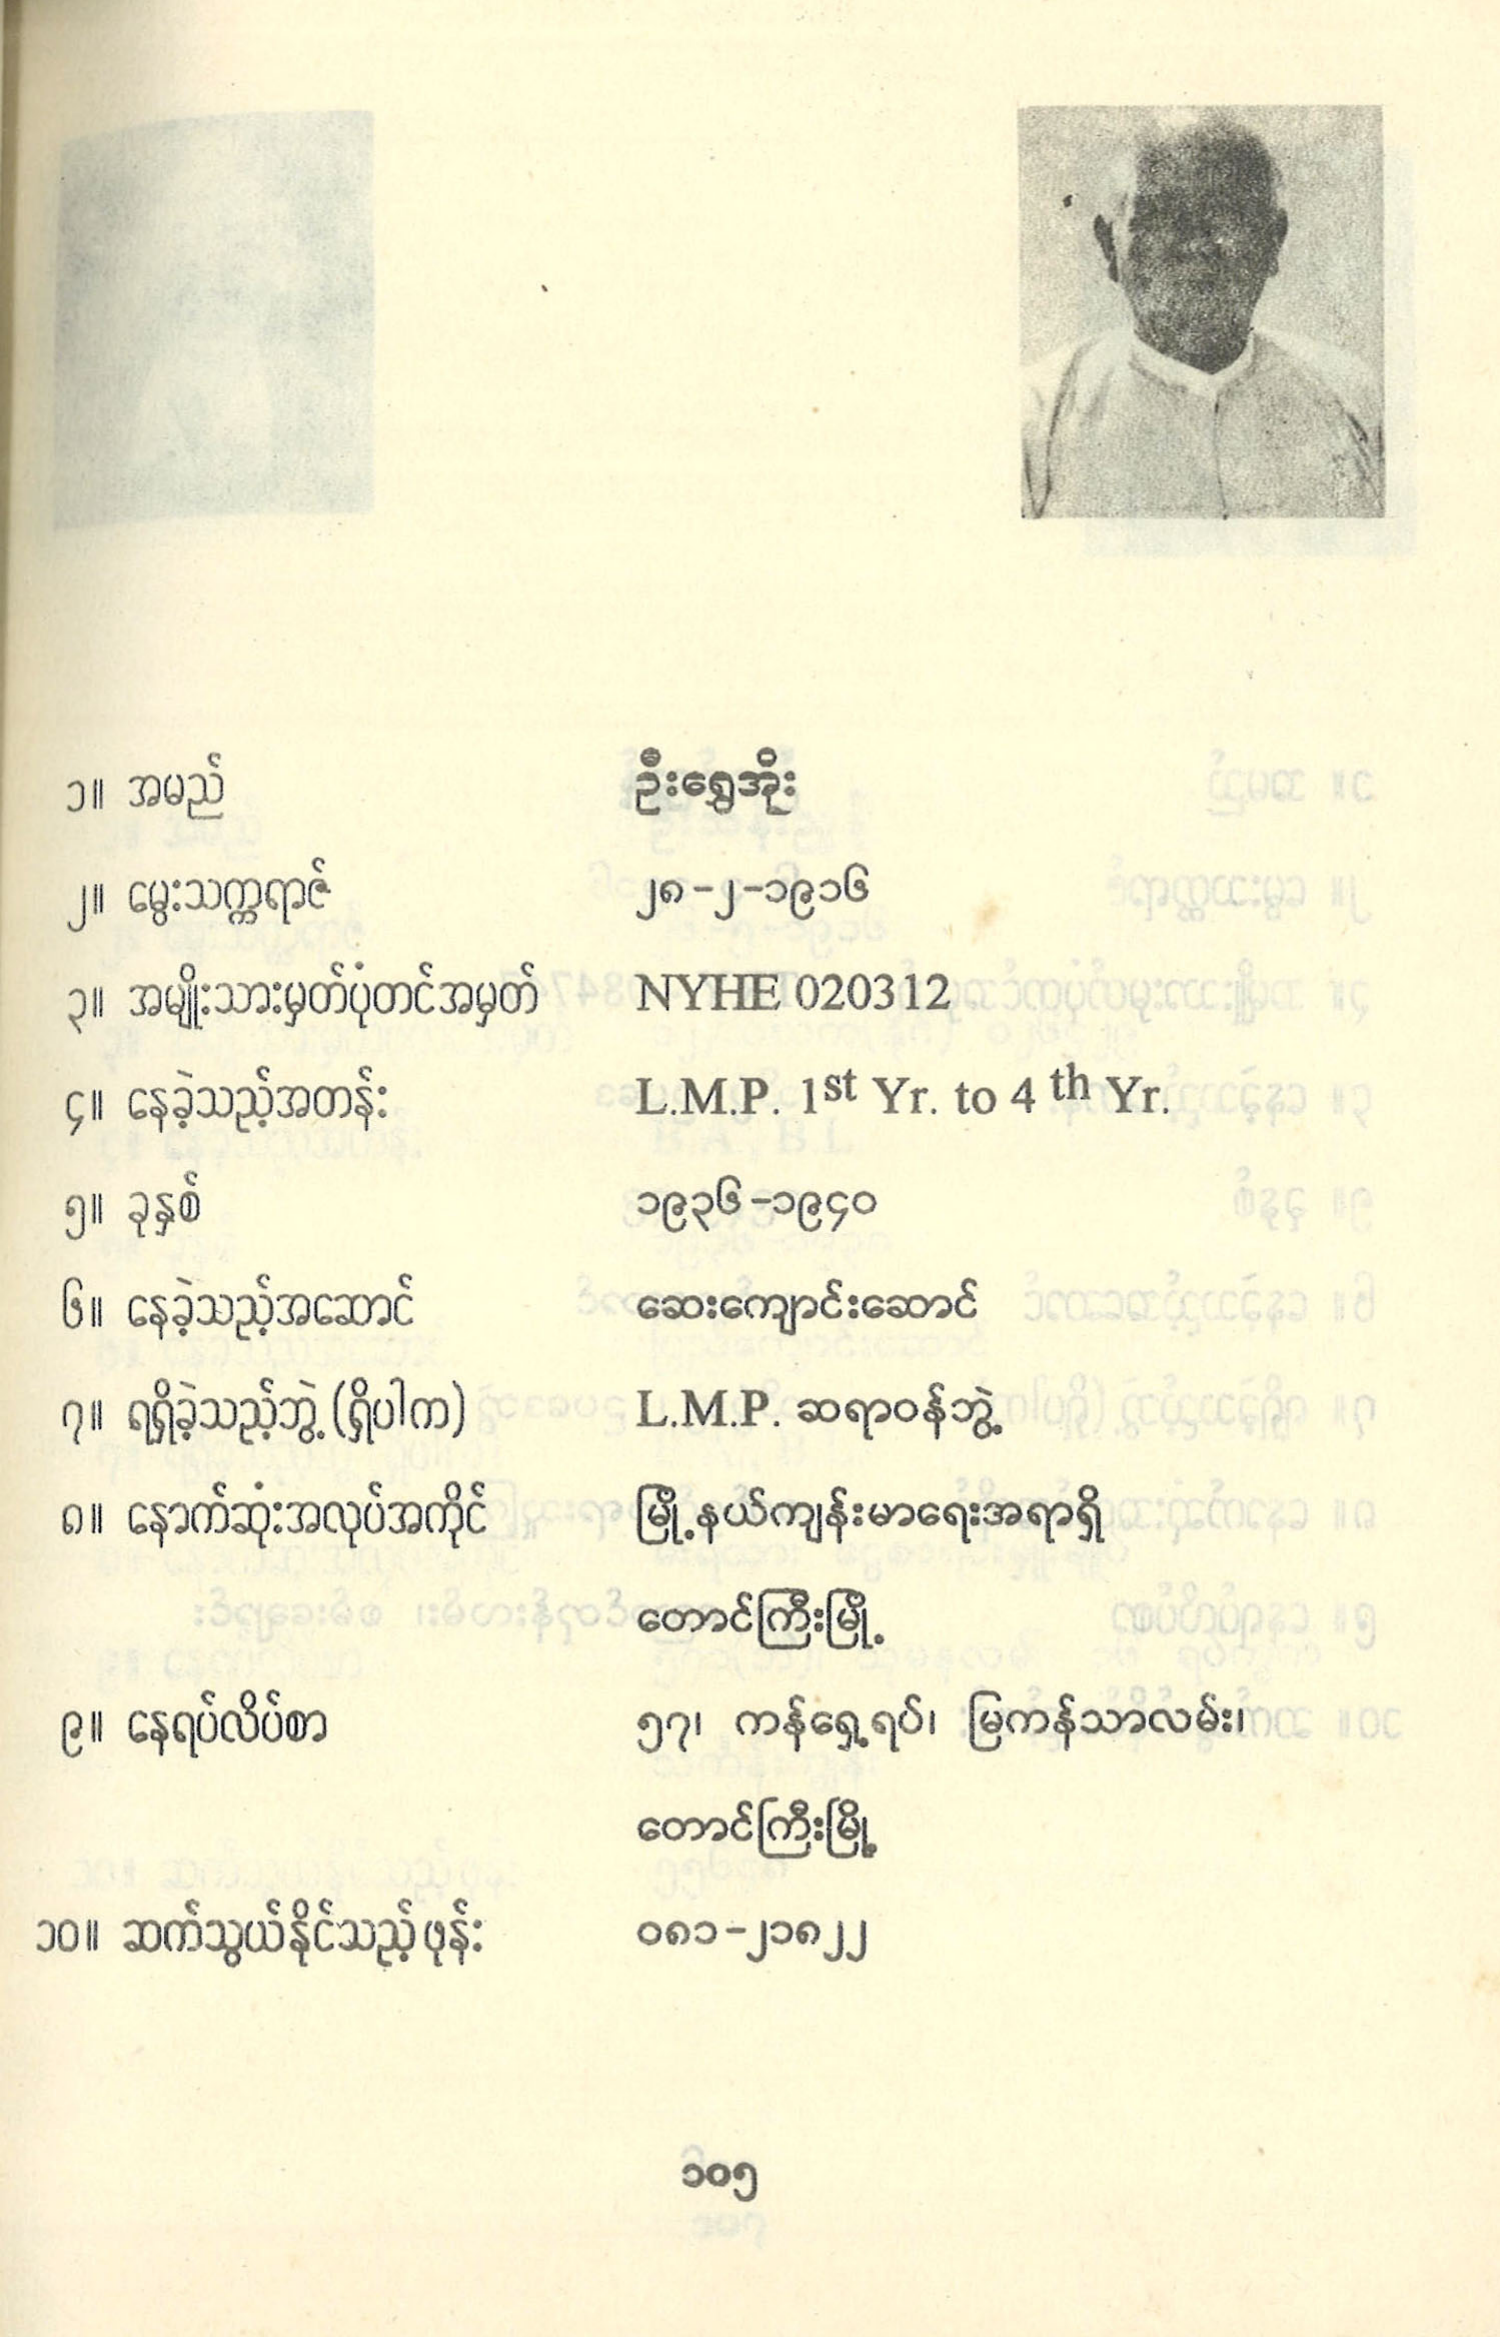 ၁။ အမည် ဦးရွှေအိုး
၂။ မွေးသက္ကရာဇ် ၂၈-၂-၁၉၁၆
၃။ အမျိုးသားမှတ်ပုံတင်အမှတ် NYHE 020312
၄။ နေခဲ့သည့်အတန်း L.M.P. 1st Yr. to 4th Yr.
၅။ ခုနှစ် ၁၉၃၆-၁၉၄၀
၆။ နေခဲ့သည့်အဆောင် ဆေးကျောင်းဆောင်
၇။ ရရှိခဲ့သည့်ဘွဲ့(ရှိပါက) L.M.P. ဆရာဝန်ဘွဲ့
၈။ နောက်ဆုံးအလုပ်အကိုင် မြို့နယ်ကျန်းမာရေးအရာရှိ
တောင်ကြီးမြို့
၉။ နေရပ်လိပ်စာ ၅၇၊ ကန်ရှေ့ရပ်၊ မြကန်သာလမ်း၊
တောင်ကြီးမြို့
၁၀။ ဆက်သွယ်နိုင်သည့်ဖုန်း ၀၈၁-၂၁၈၂၂
၁၀၅